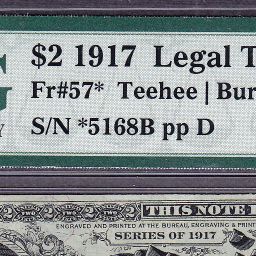 $2 1917 Legal T
Fr#57* Teehee | Bur
S/N *5168B pp D
THIS NOTE
ENGRAVED AND PRINTED AT THE BUREAU, ENGRAVING & PRINTI
SERIES OF 1917